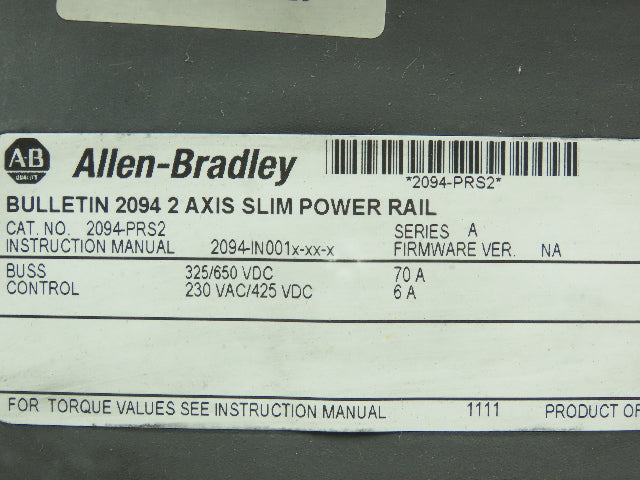 A-B
QUALITY
Allen-Bradley
*2094-PRS2*
BULLETIN 2094 2 AXIS SLIM POWER RAIL
CAT. NO. 2094-PRS2 SERIES A
INSTRUCTION MANUAL 2094-IN001x-xx-x FIRMWARE VER. NA
BUSS 325/650 VDC 70 A
CONTROL 230 VAC/425 VDC 6 A
FOR TORQUE VALUES SEE INSTRUCTION MANUAL 1111 PRODUCT OF